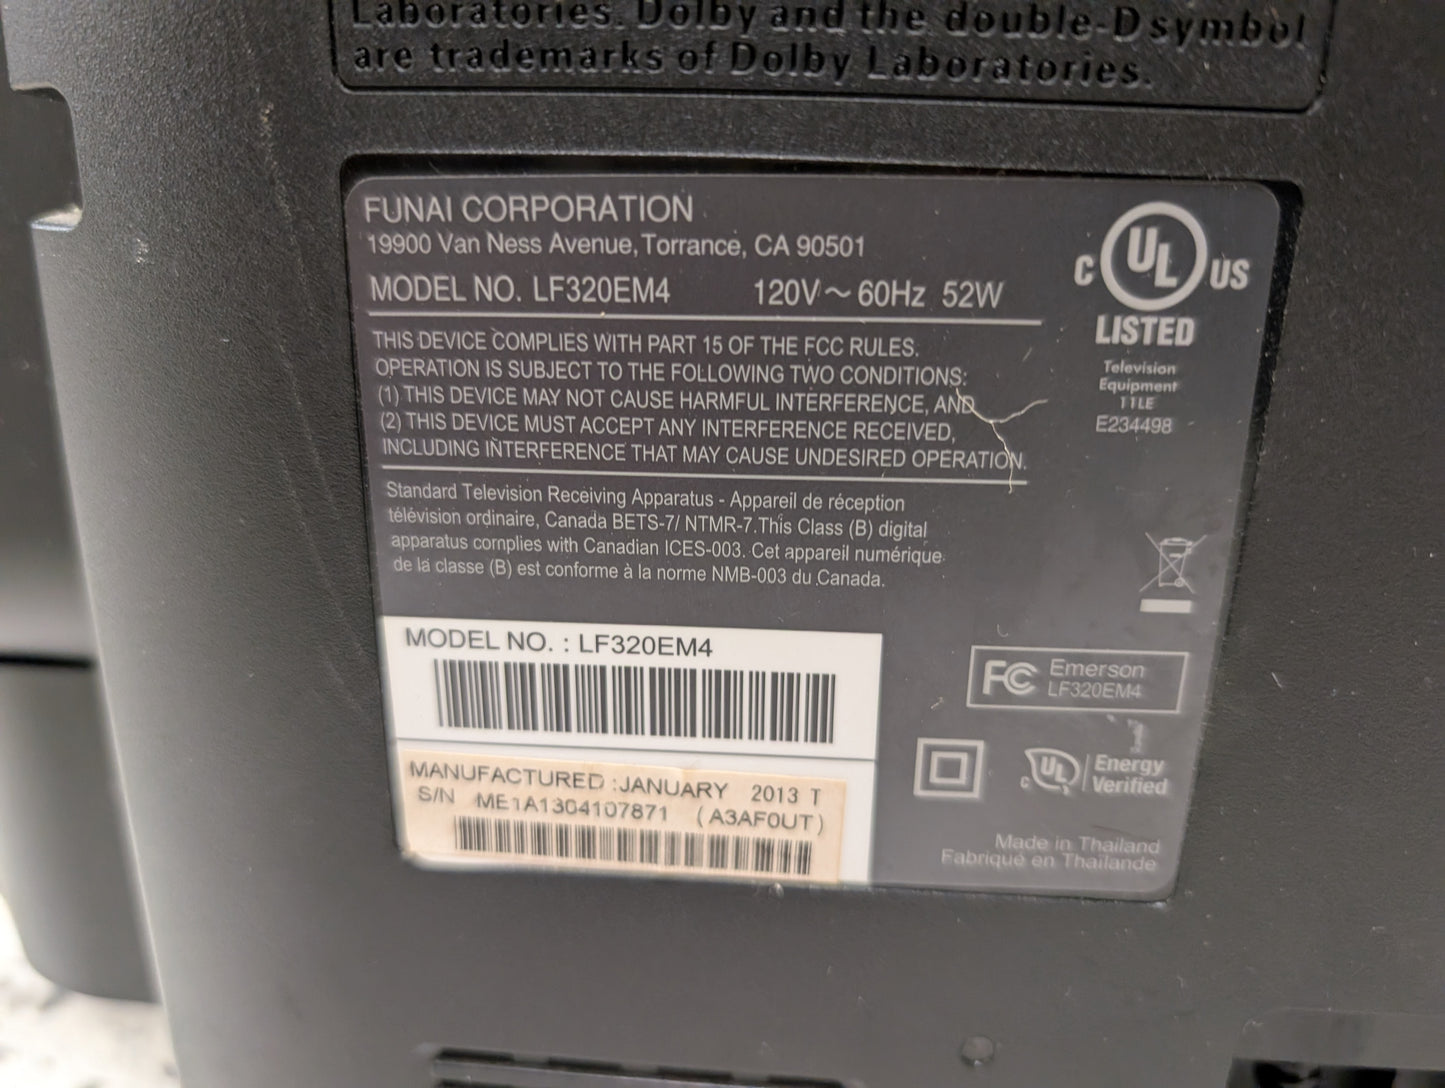 Laboratories. Dolby and the double-D symbol
are trademarks of Dolby Laboratories.
FUNAI CORPORATION
19900 Van Ness Avenue, Torrance, CA 90501
MODEL NO. LF320EM4 120V～60Hz 52W
THIS DEVICE COMPLIES WITH PART 15 OF THE FCC RULES.
OPERATION IS SUBJECT TO THE FOLLOWING TWO CONDITIONS:
(1) THIS DEVICE MAY NOT CAUSE HARMFUL INTERFERENCE, AND
(2) THIS DEVICE MUST ACCEPT ANY INTERFERENCE RECEIVED,
INCLUDING INTERFERENCE THAT MAY CAUSE UNDESIRED OPERATION.
Standard Television Receiving Apparatus - Appareil de réception
télévision ordinaire, Canada BETS-7/ NTMR-7.This Class (B) digital
apparatus complies with Canadian ICES-003. Cet appareil numérique
de la classe (B) est conforme à la norme NMB-003 du Canada.
C UL US
LISTED
Television
Equipment
11LE
E234498
MODEL NO. : LF320EM4
MANUFACTURED :JANUARY 2013 T
S/N ME1A1304107871 (A3AF0UT)
FC Emerson
LF320EM4
C UL Energy
Verified
Made in Thailand
Fabriqué en Thaïlande